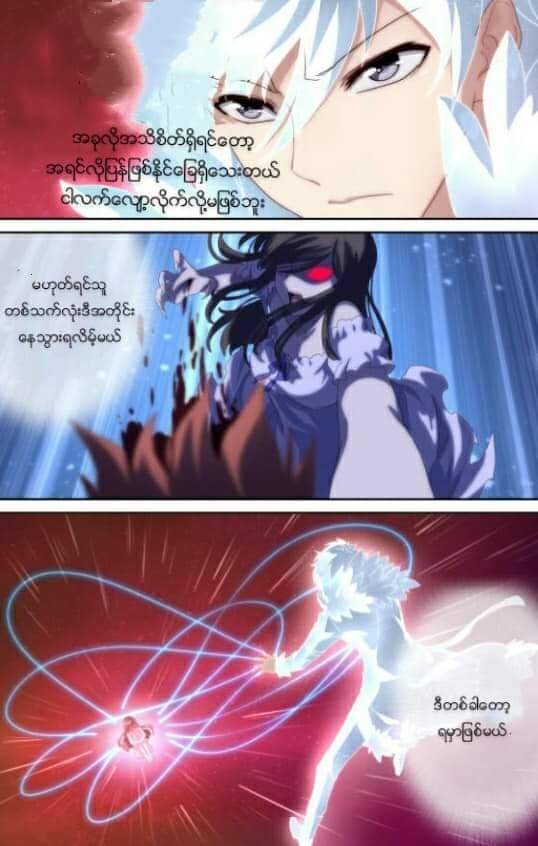 အခုလိုအသိစိတ်ရှိရင်တော့
အရင်လိုပြန်ဖြစ်နိုင်ခြေရှိသေးတယ်
ငါလက်လျော့လိုက်လို့မဖြစ်ဘူး
မဟုတ်ရင်သူ
တစ်သက်လုံးဒီအတိုင်း
နေသွားရလိမ့်မယ်
ဒီတစ်ခါတော့
ရမှာဖြစ်မယ်